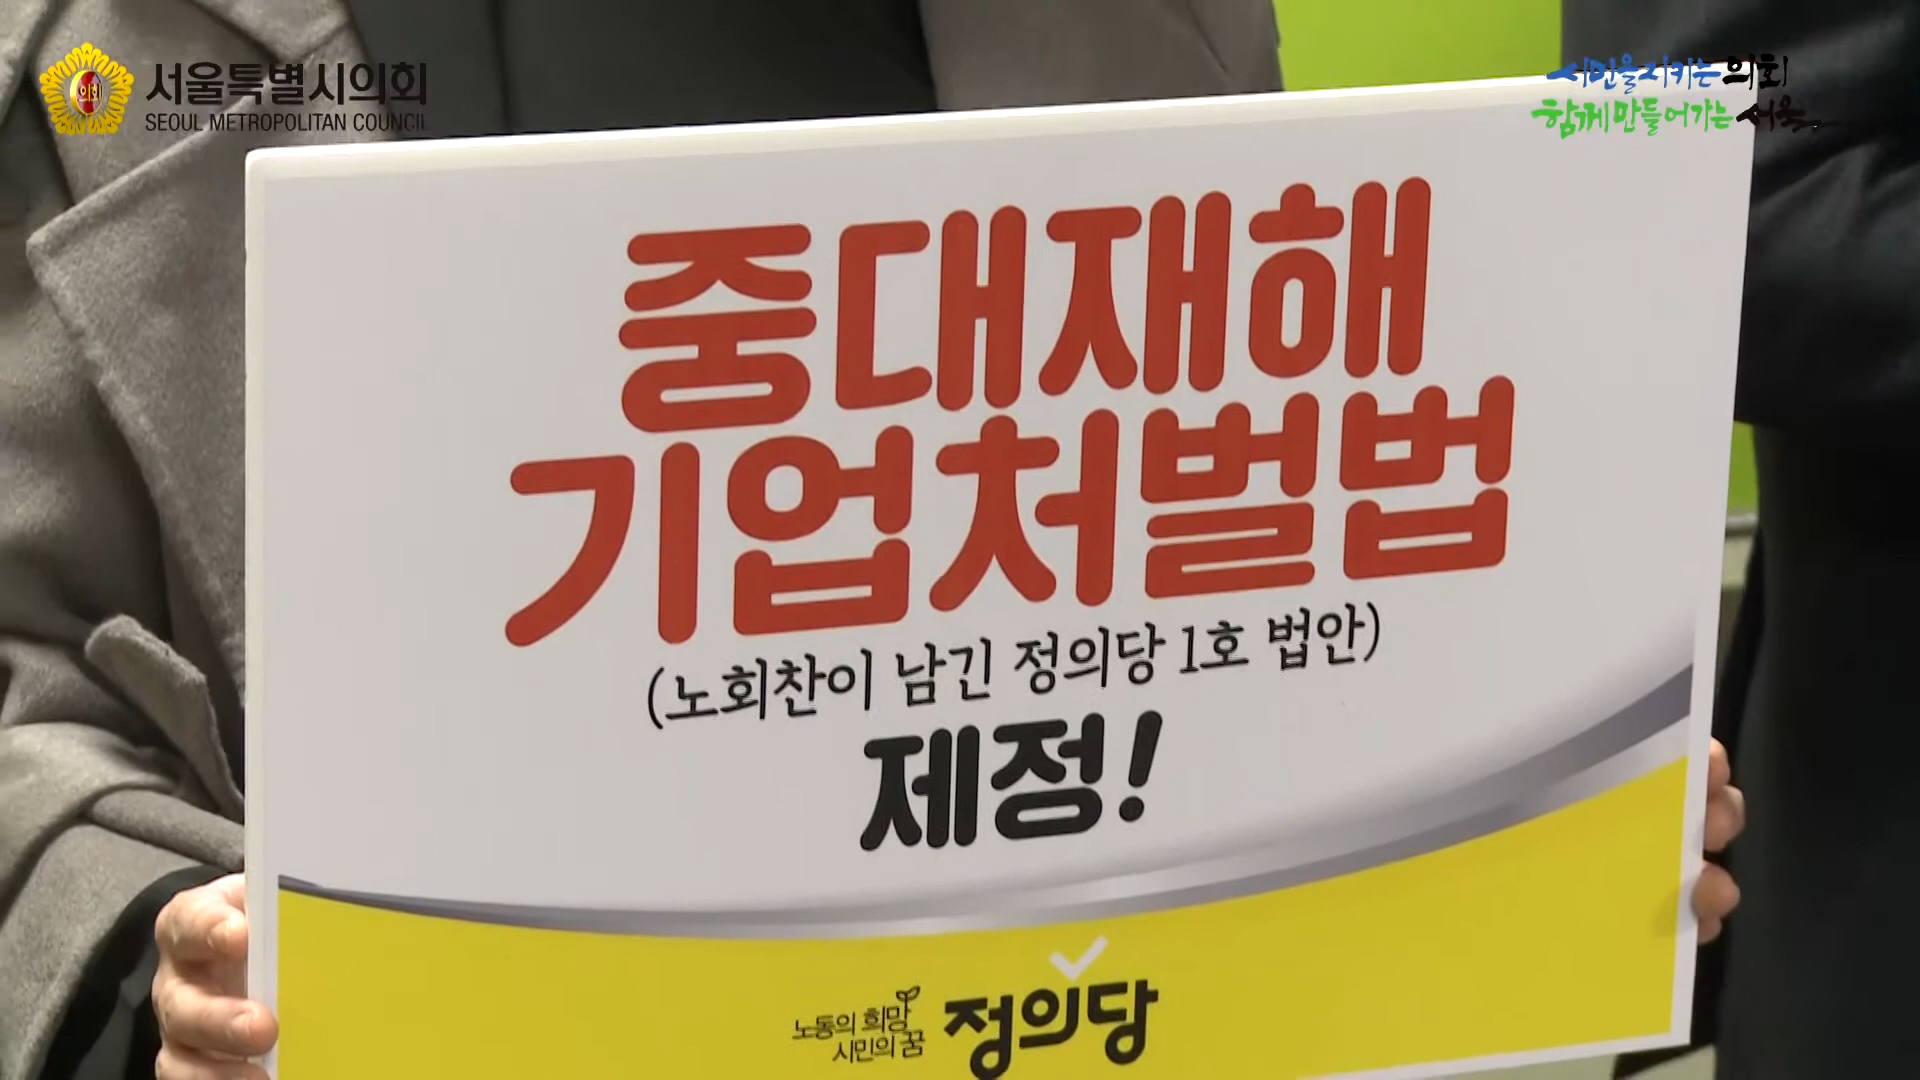 서울특별시의회
SEOUL METROPOLITAN COUNCIL
의회
시민을 지키는 의회
함께 만들어가는 서울
중대재해
기업처벌법
(노회찬이 남긴 정의당 1호 법안)
제정!
노동의 희망
시민의 꿈
정의당